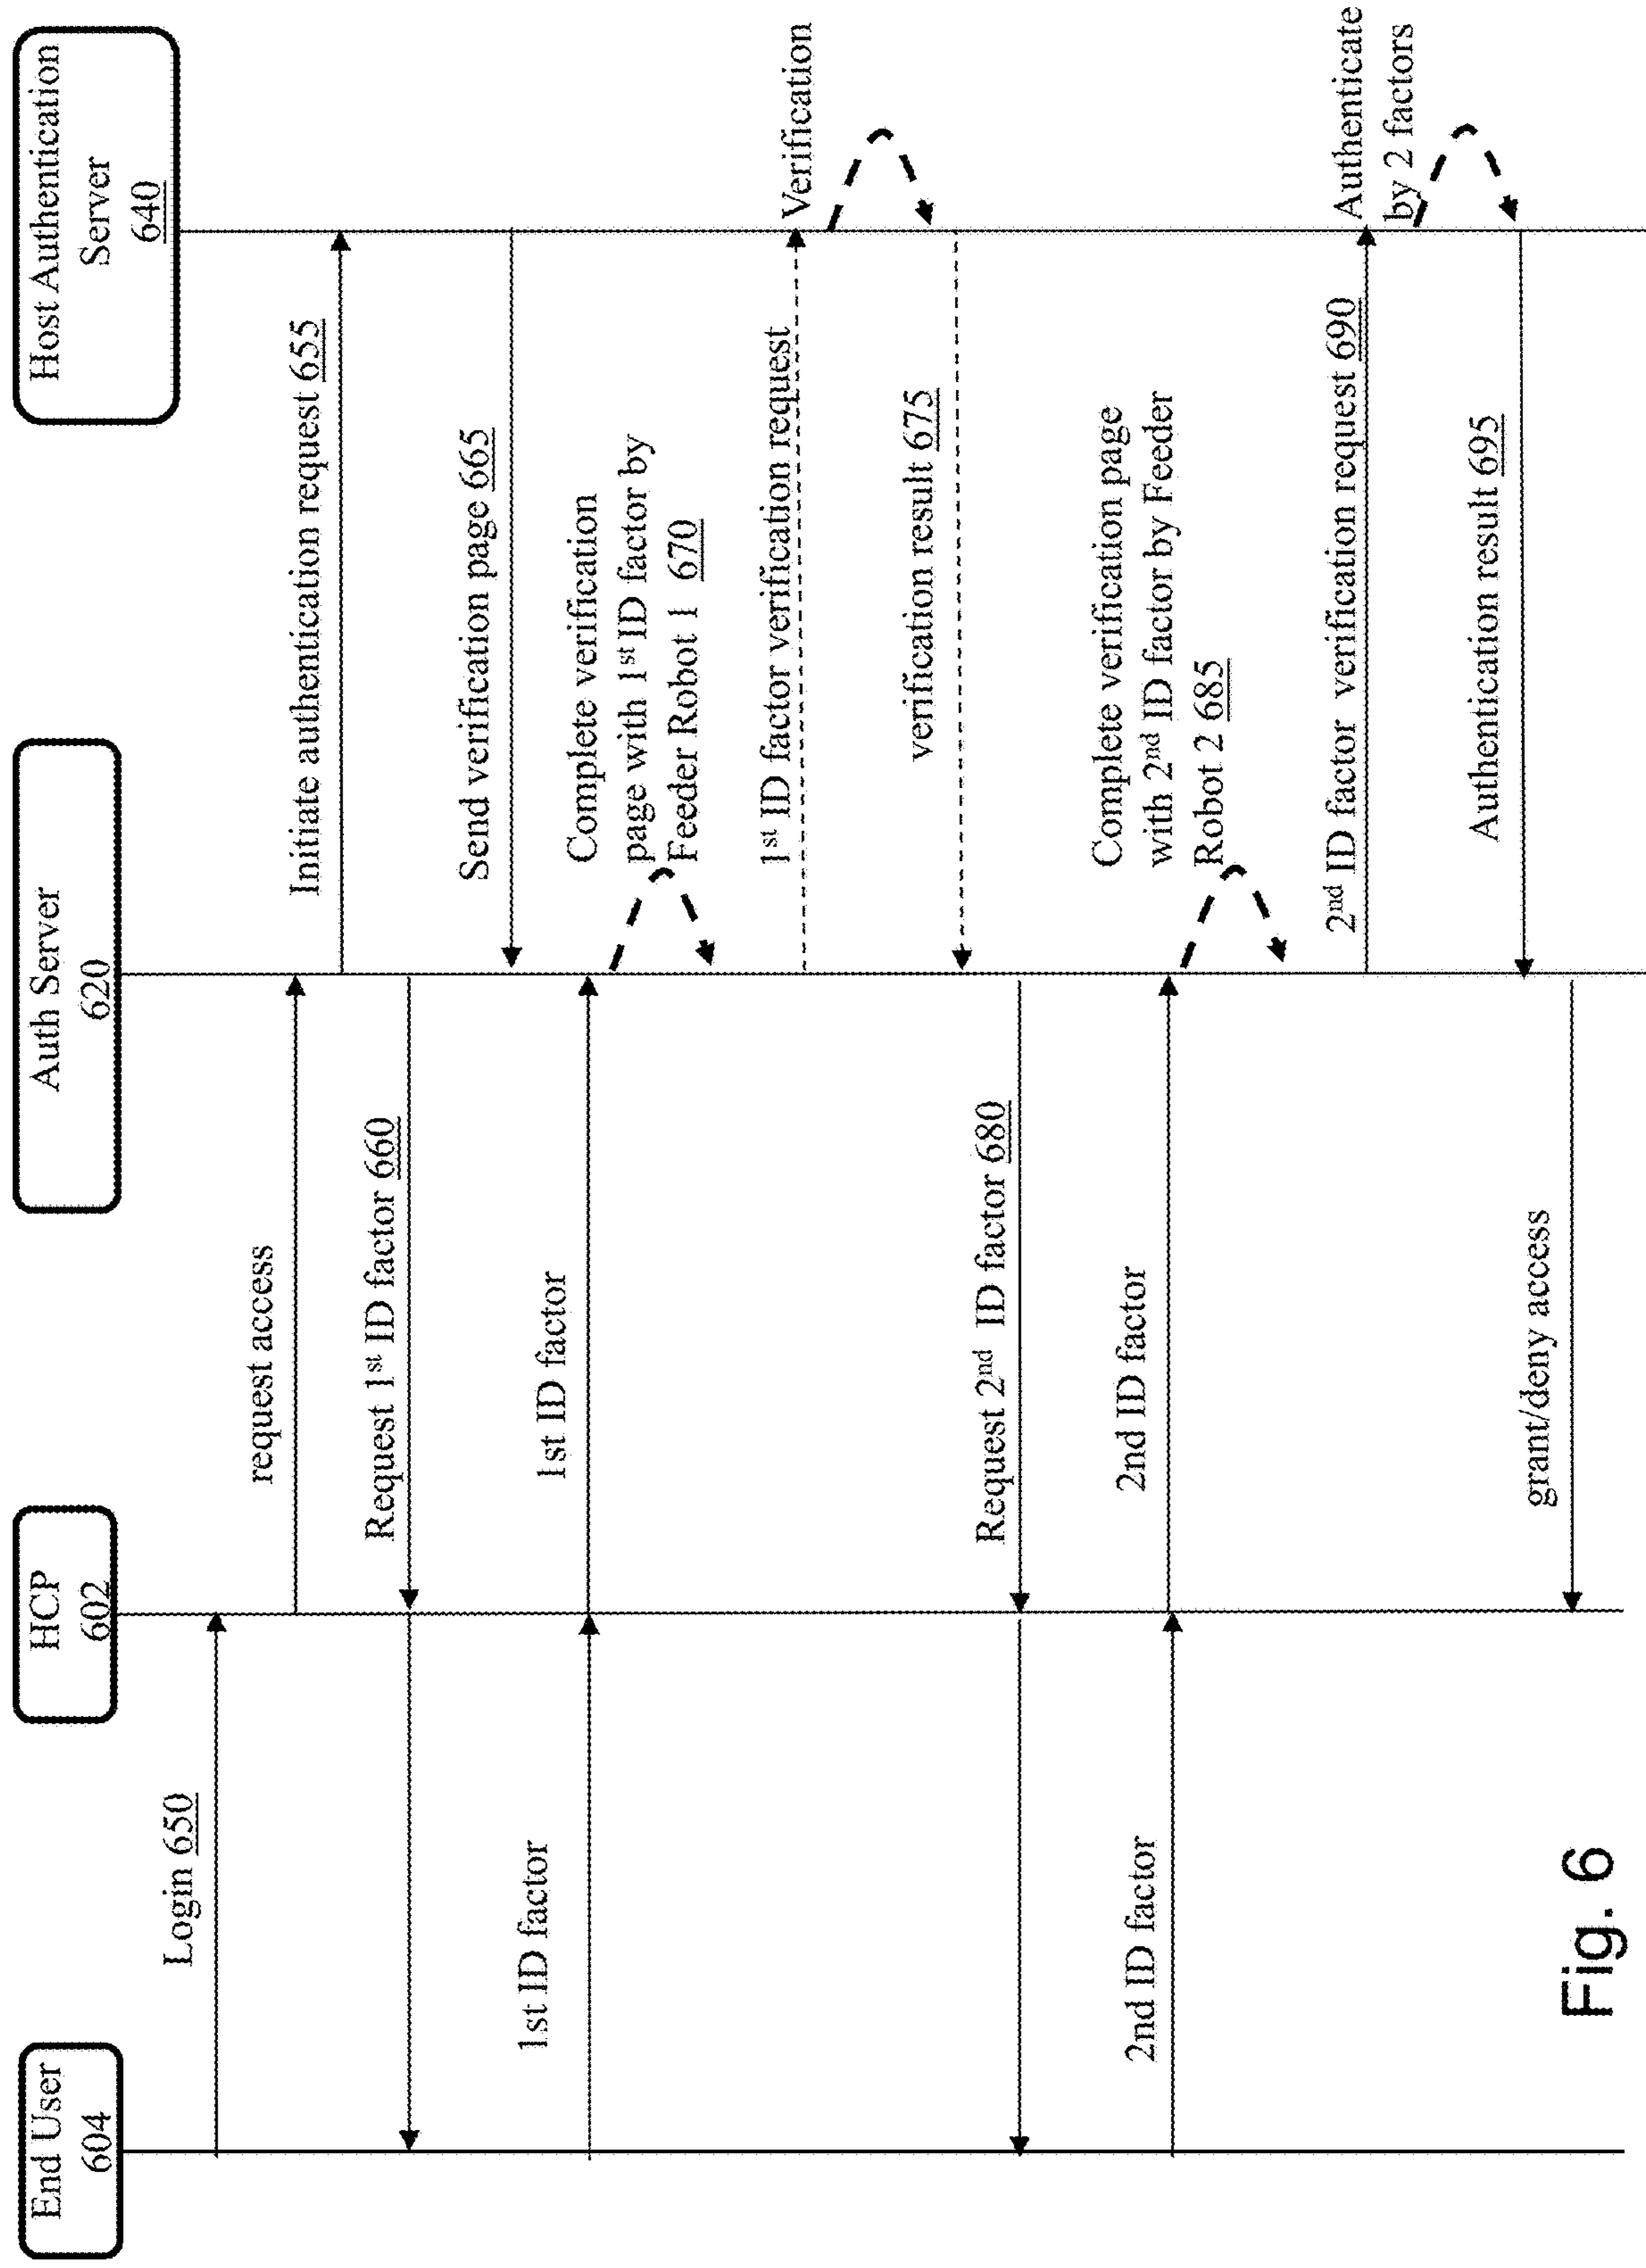 End User
604
HCP
602
Auth Server
620
Host Authentication
Server
640
Login 650
request access
Initiate authentication request 655
Request 1st ID factor 660
Send verification page 665
1st ID factor
1st ID factor
Complete verification
page with 1st ID factor by
Feeder Robot 1 670
1st ID factor verification request
Verification
verification result 675
Request 2nd ID factor 680
2nd ID factor
2nd ID factor
Complete verification page
with 2nd ID factor by Feeder
Robot 2 685
2nd ID factor verification request 690
Authenticate
by 2 factors
Authentication result 695
grant/deny access
Fig. 6